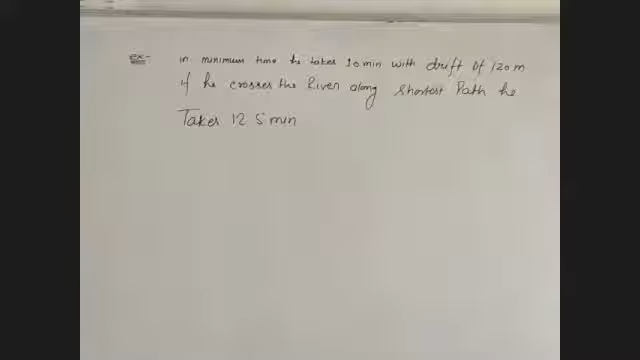 Ex-
in minimum time he takes 10 min with drift of 120 m
if he crosses the River along shortest Path he
Takes 12 5 min